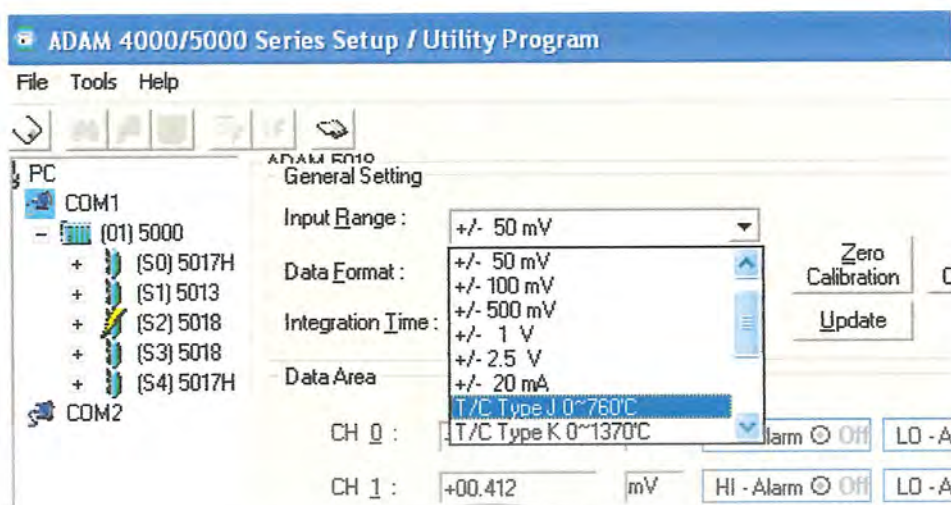 ADAM 4000/5000 Series Setup / Utility Program
File Tools Help
PC
COM1
(01) 5000
(S0) 5017H
(S1) 5013
(S2) 5018
(S3) 5018
(S4) 5017H
COM2
ADAM 5018
General Setting
Input Range :
+/- 50 mV
+/- 50 mV
+/- 100 mV
+/- 500 mV
+/- 1 V
+/- 2.5 V
+/- 20 mA
T/C Type J 0~760'C
T/C Type K 0~1370'C
Data Format :
Integration Time :
Zero
Calibration
Update
Data Area
CH 0 :
larm Off LO - A
CH 1 : +00.412 mV HI - Alarm Off LO - A